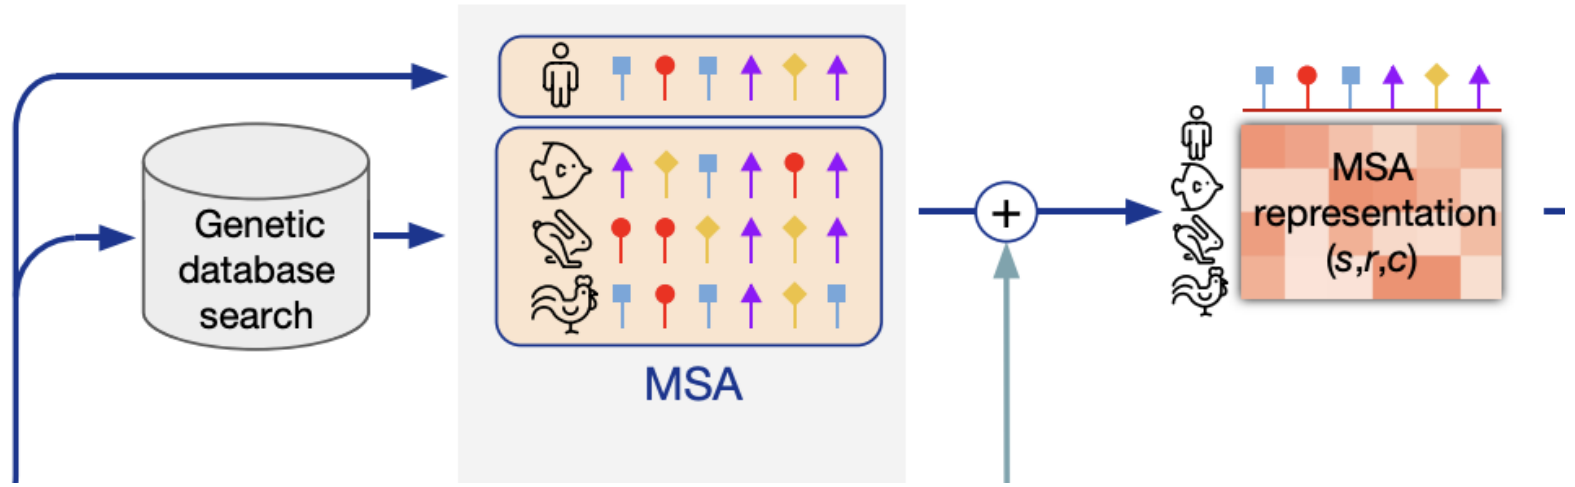 Genetic
database
search
MSA
+
MSA
representation
(s,r,c)